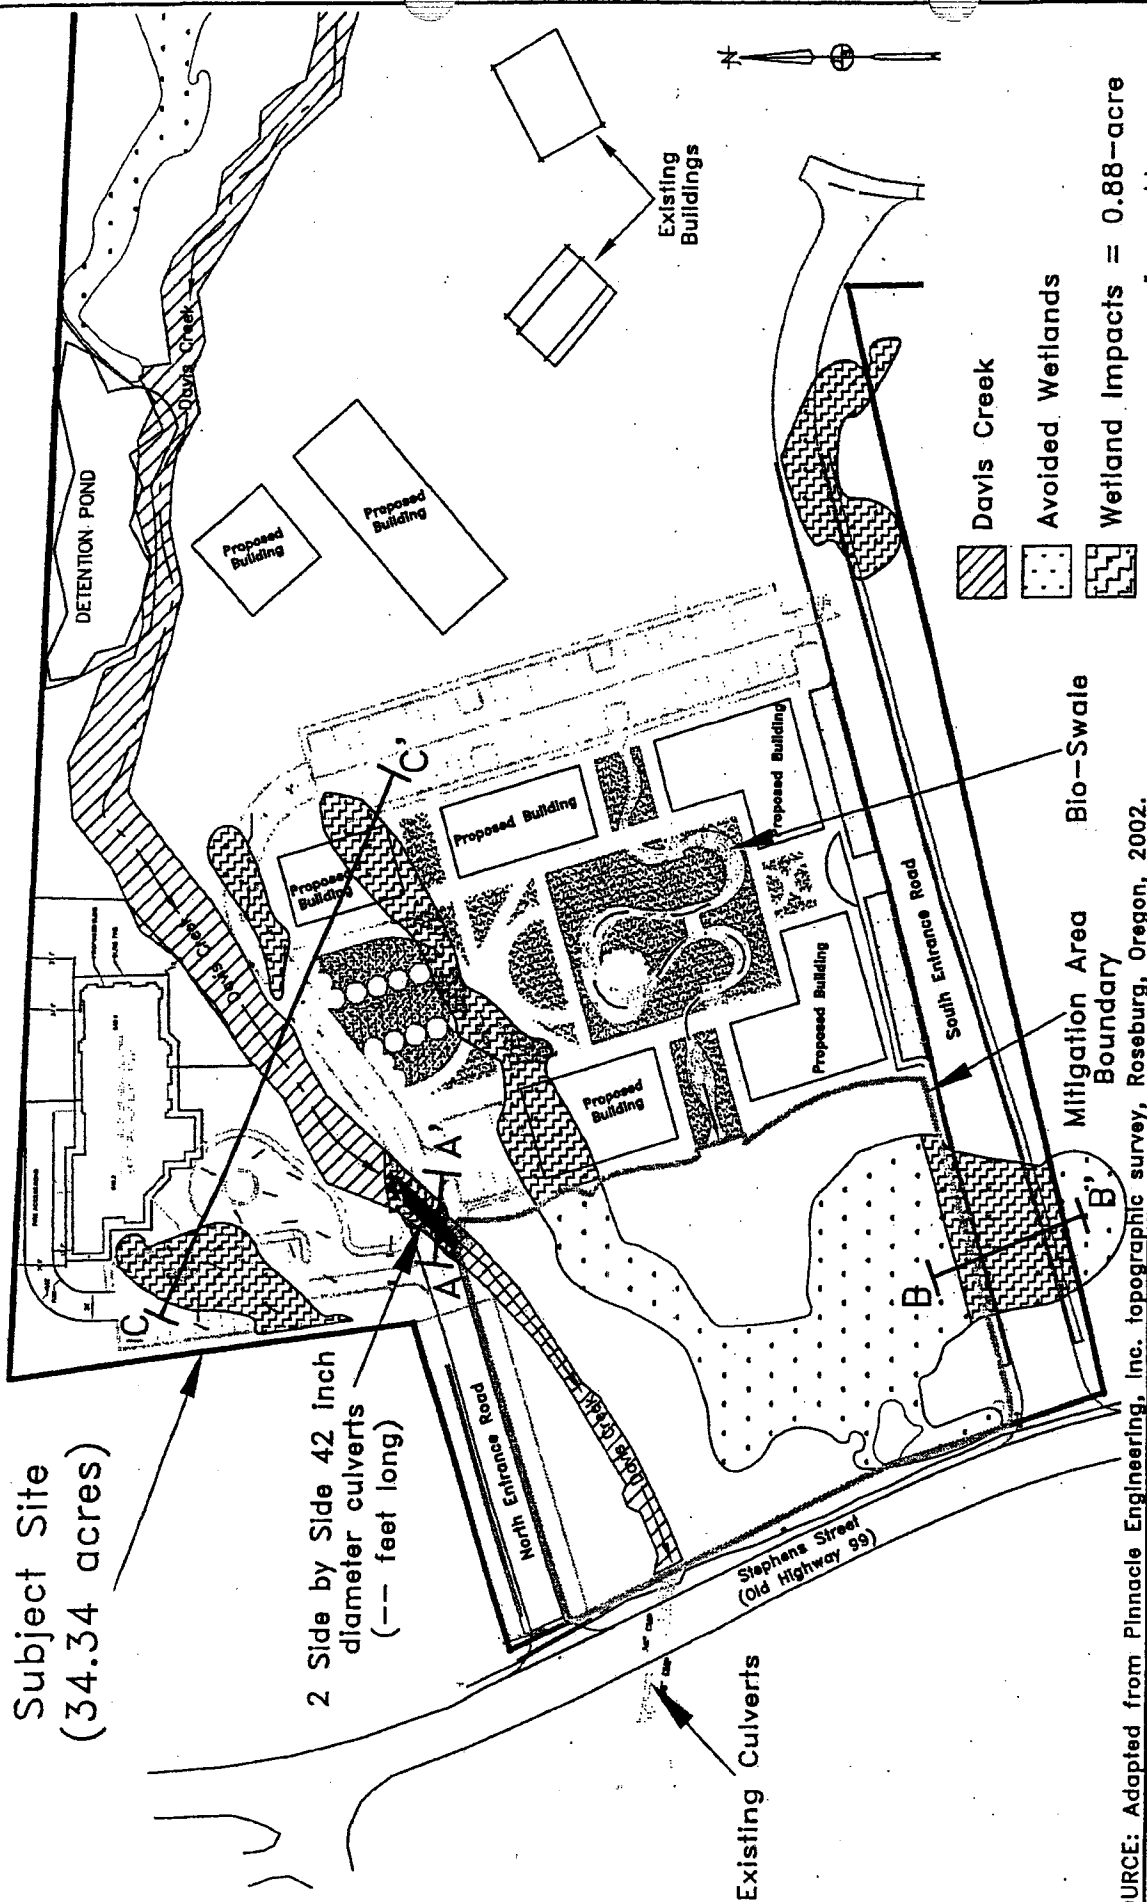 Subject Site
(34.34 acres)
2 Side by Side 42 inch
diameter culverts
(-- feet long)
Existing Culverts
North Entrance Road
Stephens Street
(Old Highway 99)
Davis Creek
C
C'
A
A'
B
B"
Davis Creek
Davis Creek
DETENTION POND
Proposed
Building
Proposed
Building
Proposed
Building
Proposed Building
Proposed Building
Proposed Building
Proposed
Building
South Entrance Road
Existing
Buildings
N
Mitigation Area
Boundary
Bio-Swale
Davis Creek
Avoided Wetlands
Wetland Impacts = 0.88-acre
URCE: Adapted from Pinnacle Engineering, Inc. topographic survey, Roseburg, Oregon, 2002.